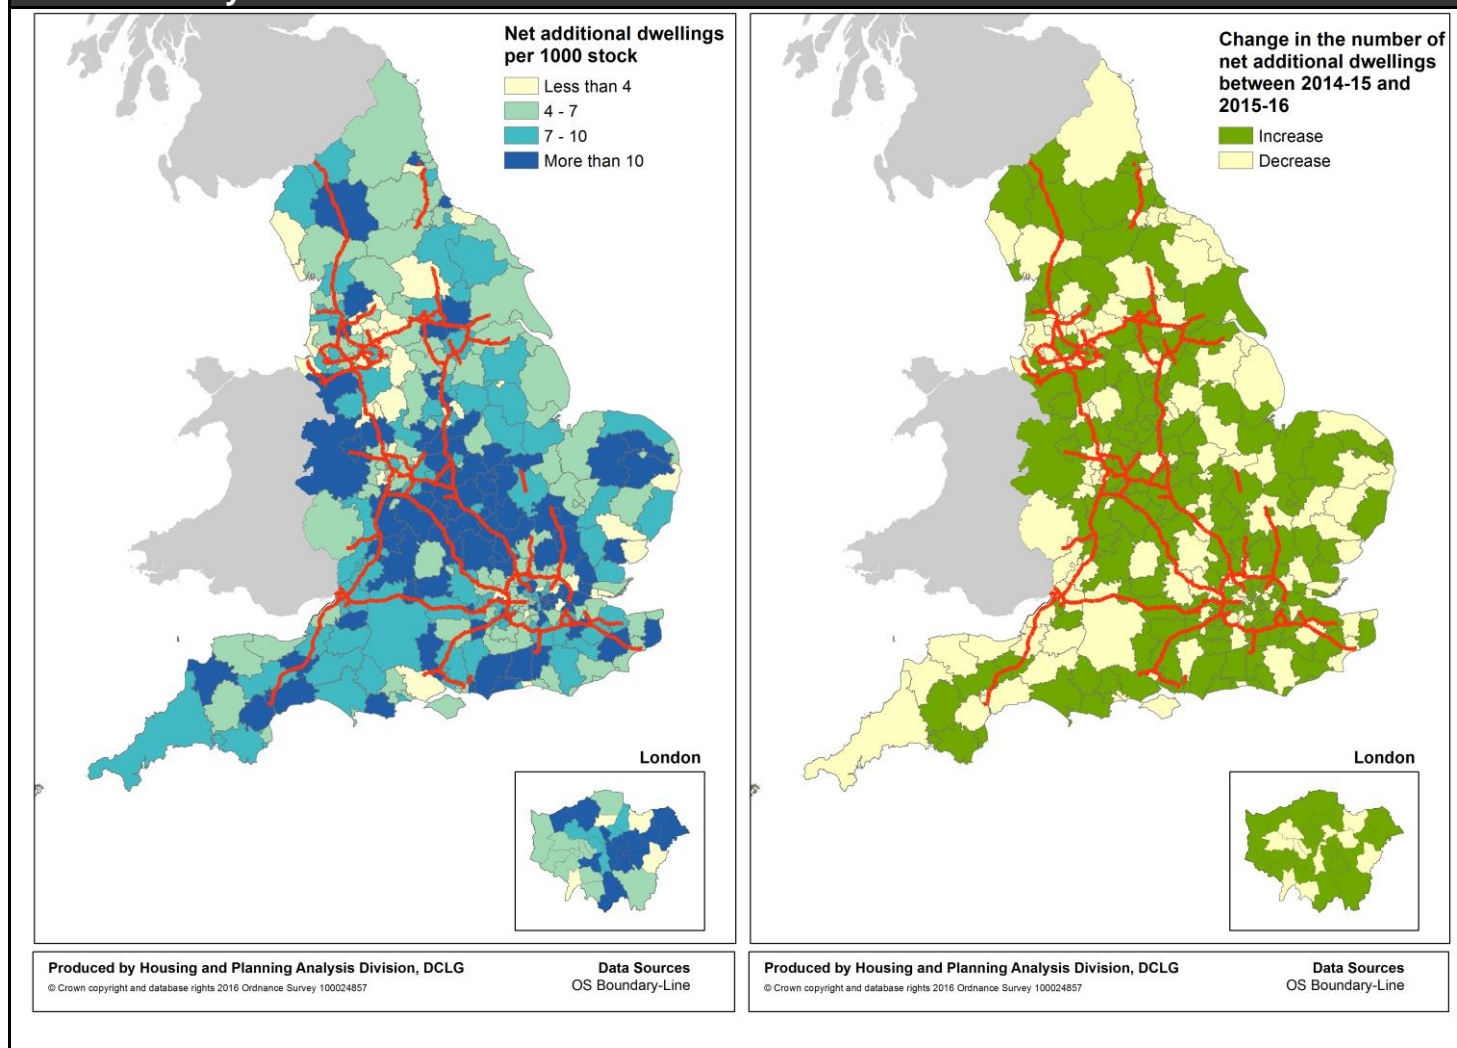 Net additional dwellings
per 1000 stock
Less than 4
4 - 7
7 - 10
More than 10
London
Produced by Housing and Planning Analysis Division, DCLG
© Crown copyright and database rights 2016 Ordnance Survey 100024857
Data Sources
OS Boundary-Line
Change in the number of
net additional dwellings
between 2014-15 and
2015-16
Increase
Decrease
London
Produced by Housing and Planning Analysis Division, DCLG
© Crown copyright and database rights 2016 Ordnance Survey 100024857
Data Sources
OS Boundary-Line